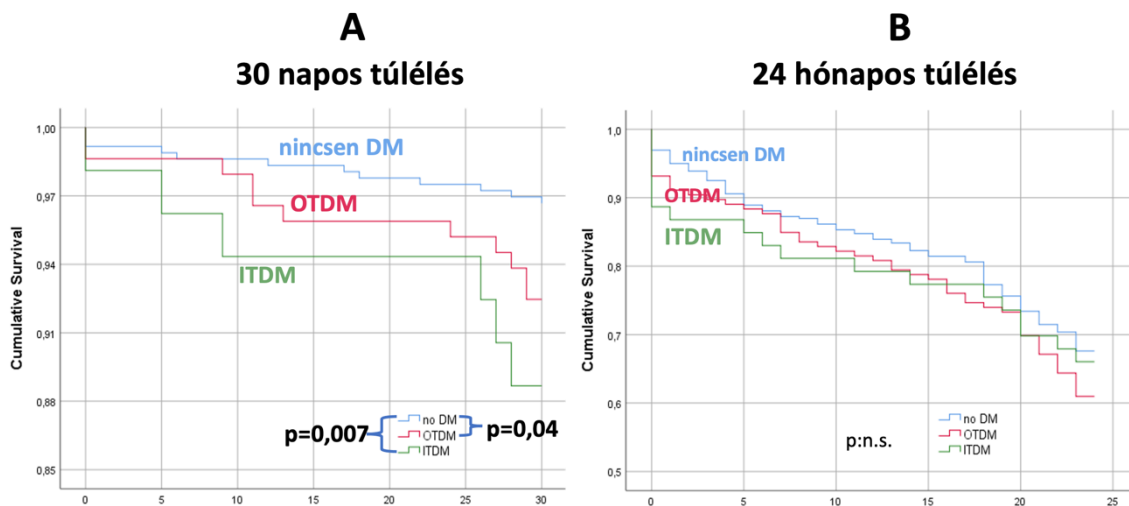 A
30 napos túlélés
Cumulative Survival
1,00
0,97
0,94
0,91
0,88
0,85
nincsen DM
OTDM
ITDM
p=0,007
no DM
OTDM
ITDM
p=0,04
0 5 10 15 20 25 30
B
24 hónapos túlélés
Cumulative Survival
1,0
0,9
0,8
0,7
0,6
0,5
nincsen DM
OTDM
ITDM
p:n.s.
no DM
OTDM
ITDM
0 5 10 15 20 25